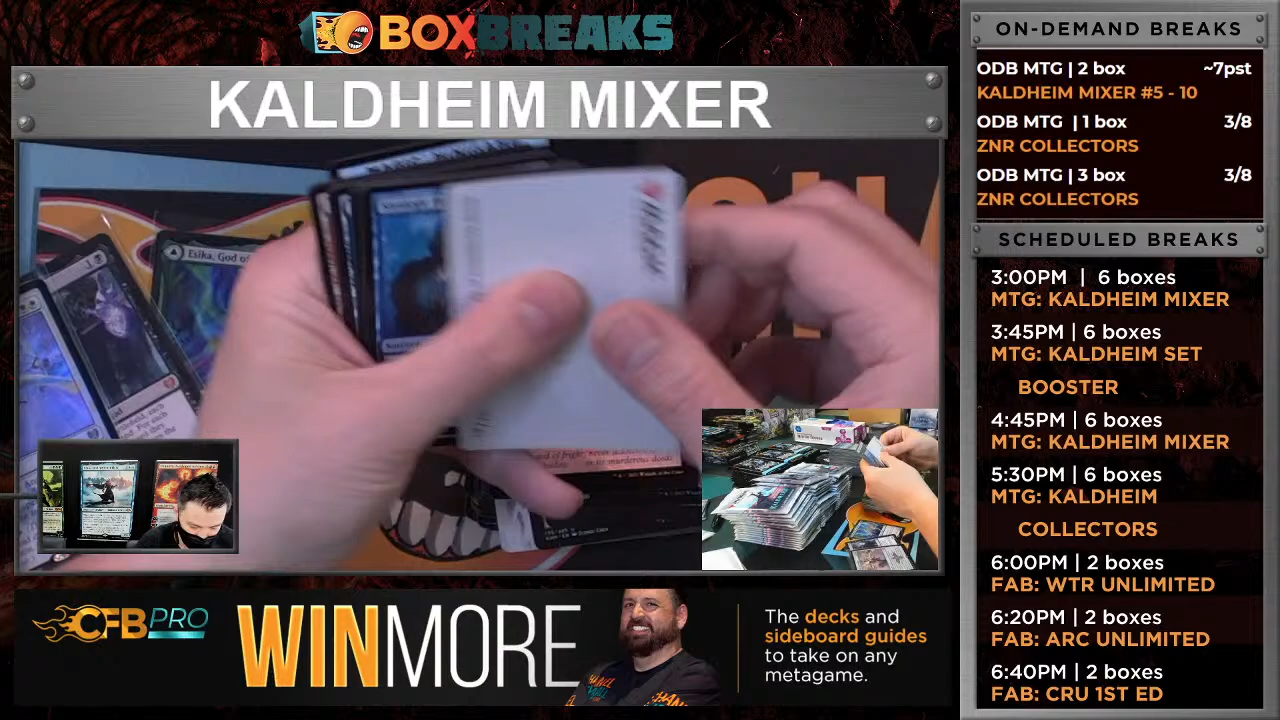 BOXBREAKS
KALDHEIM MIXER
Esika, God of
CFBPRO
WINMORE
The decks and
sideboard guides
to take on any
metagame.
ON-DEMAND BREAKS
ODB MTG | 2 box ~7pst
KALDHEIM MIXER #5 - 10
ODB MTG | 1 box 3/8
ZNR COLLECTORS
ODB MTG | 3 box 3/8
ZNR COLLECTORS
SCHEDULED BREAKS
3:00PM | 6 boxes
MTG: KALDHEIM MIXER
3:45PM | 6 boxes
MTG: KALDHEIM SET
BOOSTER
4:45PM | 6 boxes
MTG: KALDHEIM MIXER
5:30PM | 6 boxes
MTG: KALDHEIM
COLLECTORS
6:00PM | 2 boxes
FAB: WTR UNLIMITED
6:20PM | 2 boxes
FAB: ARC UNLIMITED
6:40PM | 2 boxes
FAB: CRU 1ST ED